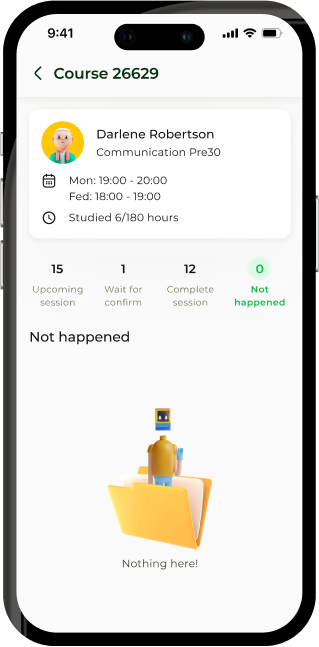 9:41
Course 26629
Darlene Robertson
Communication Pre30
Mon: 19:00 - 20:00
Fed: 18:00 - 19:00
Studied 6/180 hours
15
Upcoming
session
1
Wait for
confirm
12
Complete
session
0
Not
happened
Not happened
Nothing here!